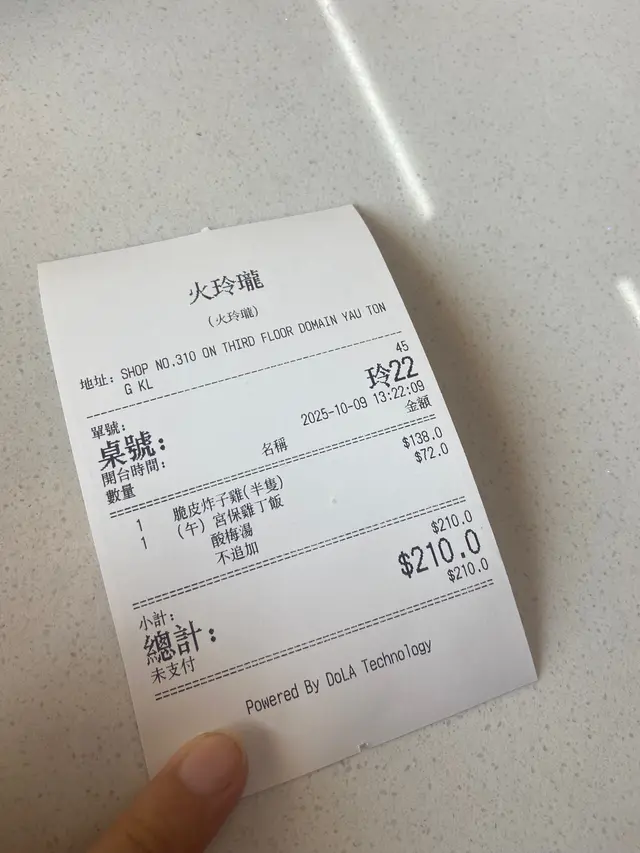 火玲瓏
(火玲瓏)
地址: SHOP NO.310 ON THIRD FLOOR DOMAIN YAU TON
G KL
單號: 45
桌號: 玲22
開台時間: 2025-10-09 13:22:09
數量 名稱 金額
1 脆皮炸子雞(半隻) $138.0
1 (午) 宮保雞丁飯 $72.0
酸梅湯
不追加
小計: $210.0
總計: $210.0
未支付 $210.0
Powered By DoLA Technology